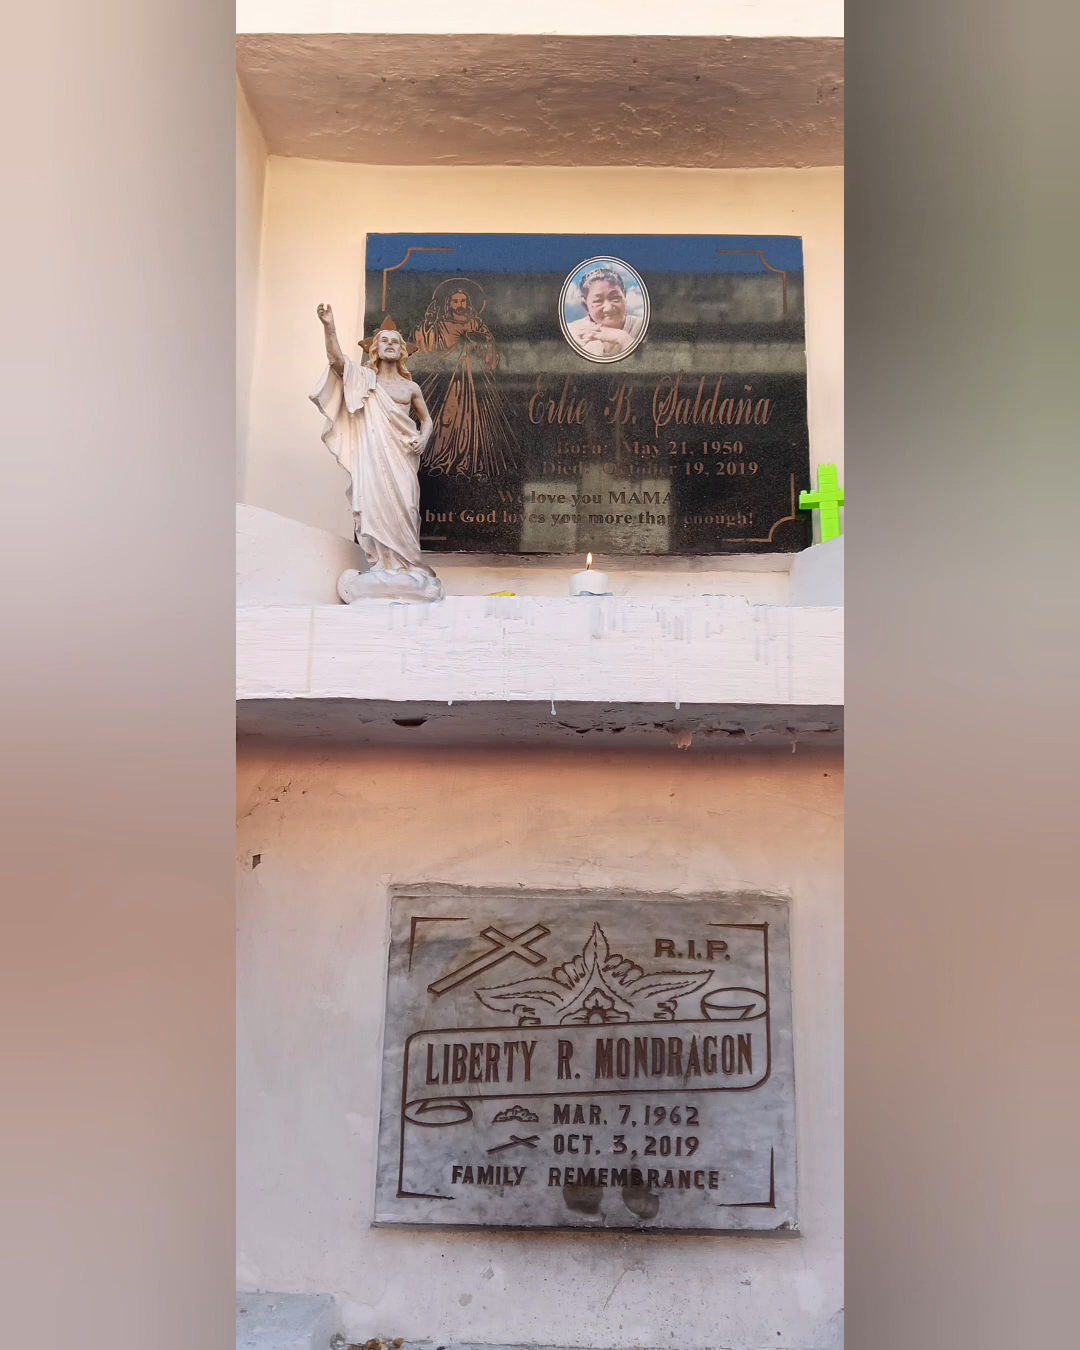 Erlie B. Saldaña
Born: May 21, 1950
Died: October 19, 2019
We love you MAMA
but God loves you more than enough!
R.I.P.
LIBERTY R. MONDRAGON
MAR. 7, 1962
OCT. 3, 2019
FAMILY REMEMBRANCE